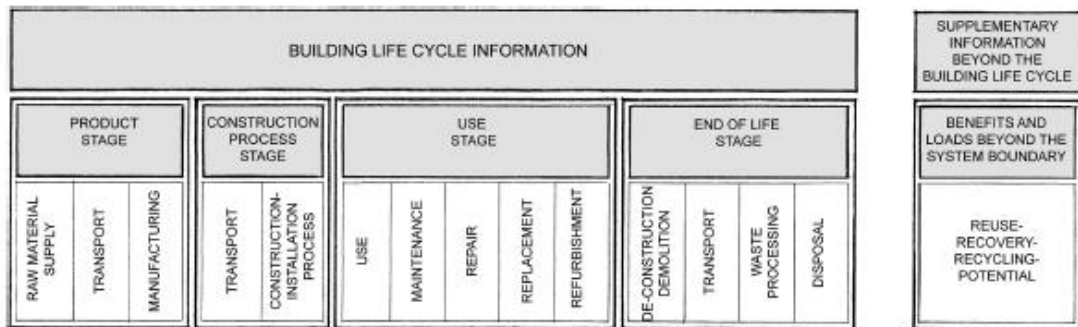 BUILDING LIFE CYCLE INFORMATION
SUPPLEMENTARY
INFORMATION
BEYOND THE
BUILDING LIFE CYCLE
PRODUCT
STAGE
CONSTRUCTION
PROCESS
STAGE
USE
STAGE
END OF LIFE
STAGE
BENEFITS AND
LOADS BEYOND THE
SYSTEM BOUNDARY
RAW MATERIAL
SUPPLY
TRANSPORT
MANUFACTURING
TRANSPORT
CONSTRUCTION-
INSTALLATION
PROCESS
USE
MAINTENANCE
REPAIR
REPLACEMENT
REFURBISHMENT
DE-CONSTRUCTION
DEMOLITION
TRANSPORT
WASTE
PROCESSING
DISPOSAL
REUSE-
RECOVERY-
RECYCLING-
POTENTIAL